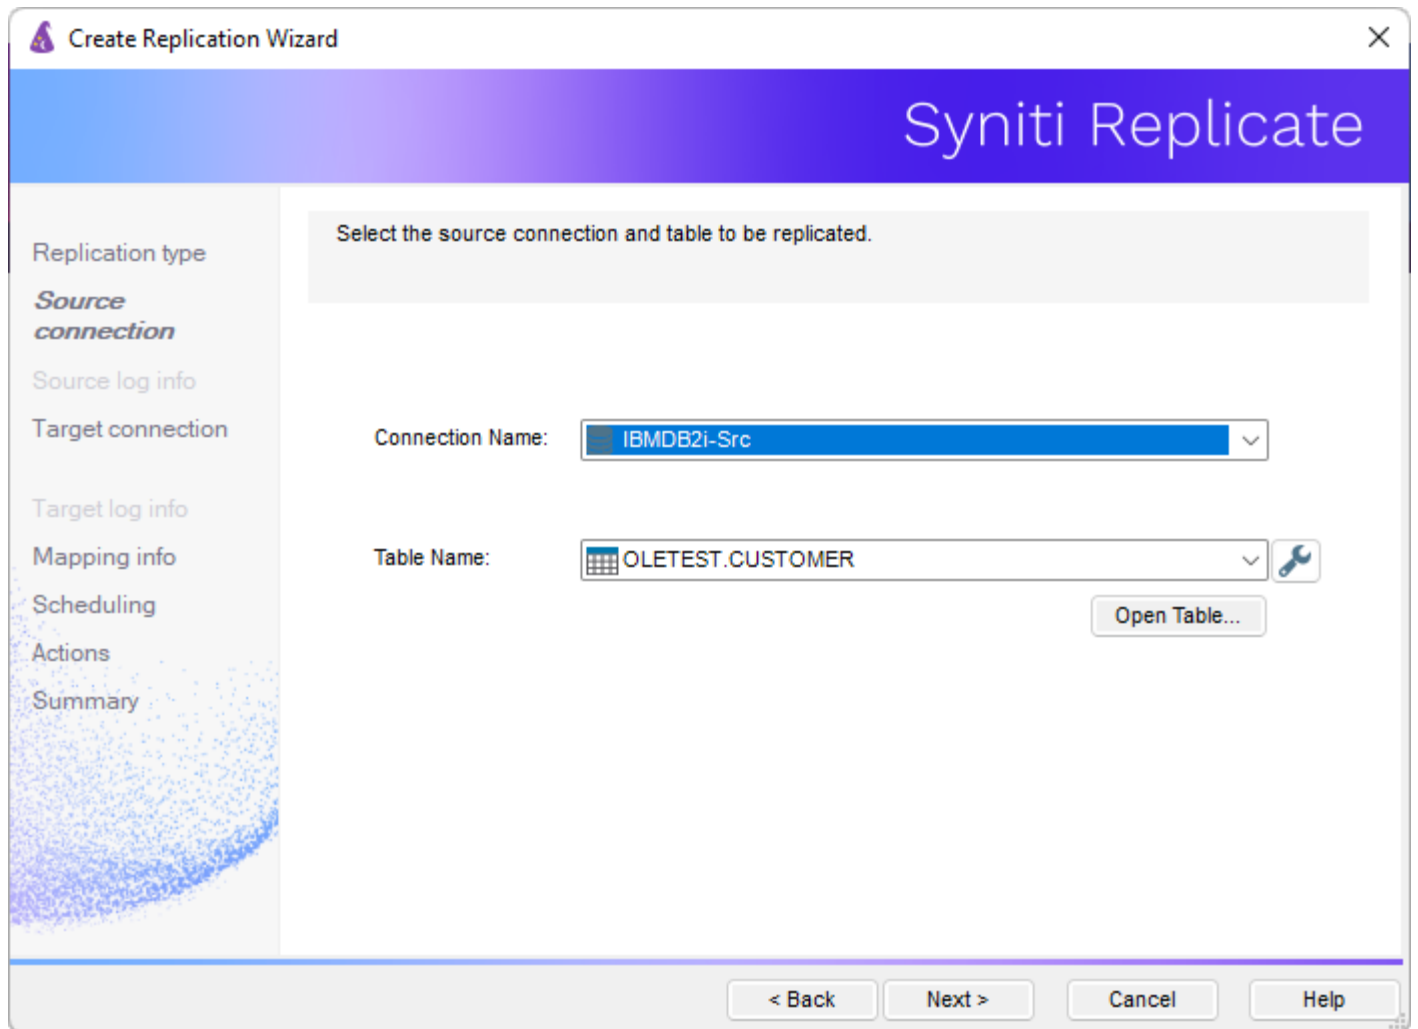 Create Replication Wizard
Syniti Replicate
Replication type
Source
connection
Source log info
Target connection
Target log info
Mapping info
Scheduling
Actions
Summary
Select the source connection and table to be replicated.
Connection Name: IBMDB2i-Src
Table Name: OLETEST.CUSTOMER
Open Table...
< Back Next > Cancel Help